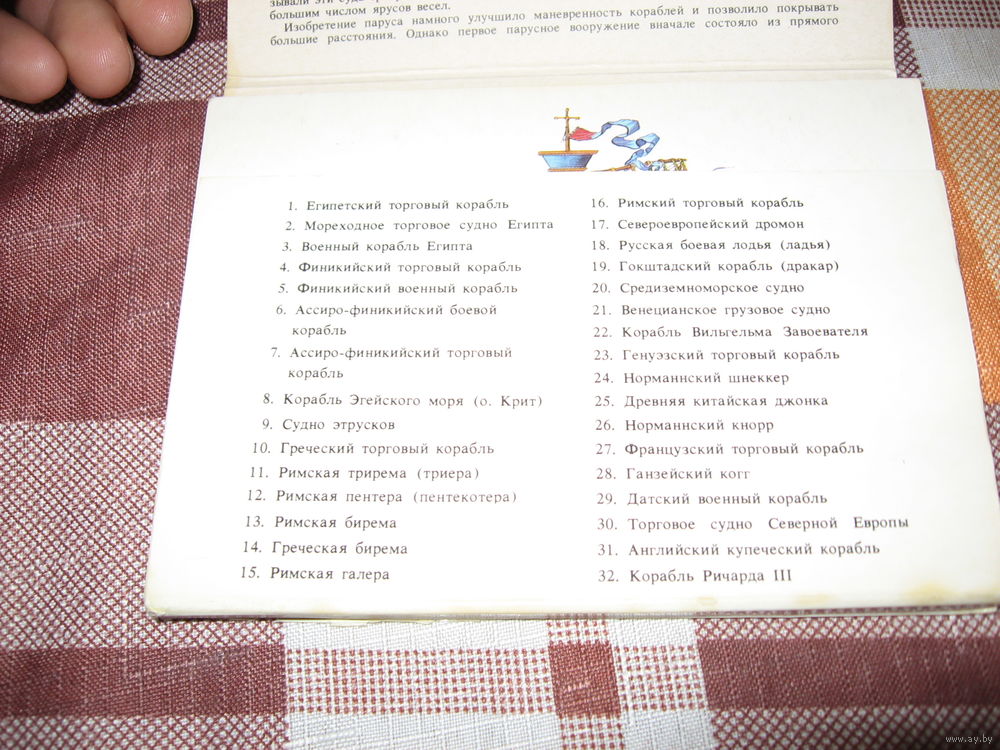 большим числом ярусов весел.
Изобретение паруса намного улучшило маневренность кораблей и позволило покрывать
большие расстояния. Однако первое парусное вооружение вначале состояло из прямого
1. Египетский торговый корабль
2. Мореходное торговое судно Египта
3. Военный корабль Египта
4. Финикийский торговый корабль
5. Финикийский военный корабль
6. Ассиро-финикийский боевой
корабль
7. Ассиро-финикийский торговый
корабль
8. Корабль Эгейского моря (о. Крит)
9. Судно этрусков
10. Греческий торговый корабль
11. Римская трирема (триера)
12. Римская пентера (пентекотера)
13. Римская бирема
14. Греческая бирема
15. Римская галера
16. Римский торговый корабль
17. Североевропейский дромон
18. Русская боевая лодья (ладья)
19. Гокштадский корабль (дракар)
20. Средиземноморское судно
21. Венецианское грузовое судно
22. Корабль Вильгельма Завоевателя
23. Генуэзский торговый корабль
24. Норманнский шнеккер
25. Древняя китайская джонка
26. Норманнский кнорр
27. Французский торговый корабль
28. Ганзейский когг
29. Датский военный корабль
30. Торговое судно Северной Европы
31. Английский купеческий корабль
32. Корабль Ричарда III
www.ay.by